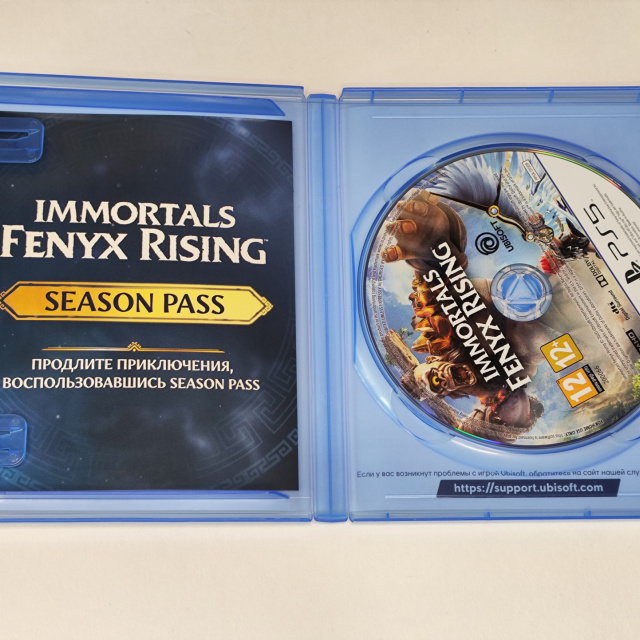 IMMORTALS
FENYX RISING
SEASON PASS
ПРОДЛИТЕ ПРИКЛЮЧЕНИЯ,
ВОСПОЛЬЗОВАВШИСЬ SEASON PASS
PS5
UBISOFT
IMMORTALS
FENYX RISING
dts
12 12+
Если у вас возникнут проблемы с игрой Ubisoft, обратитесь на сайт нашей
https://support.ubisoft.com